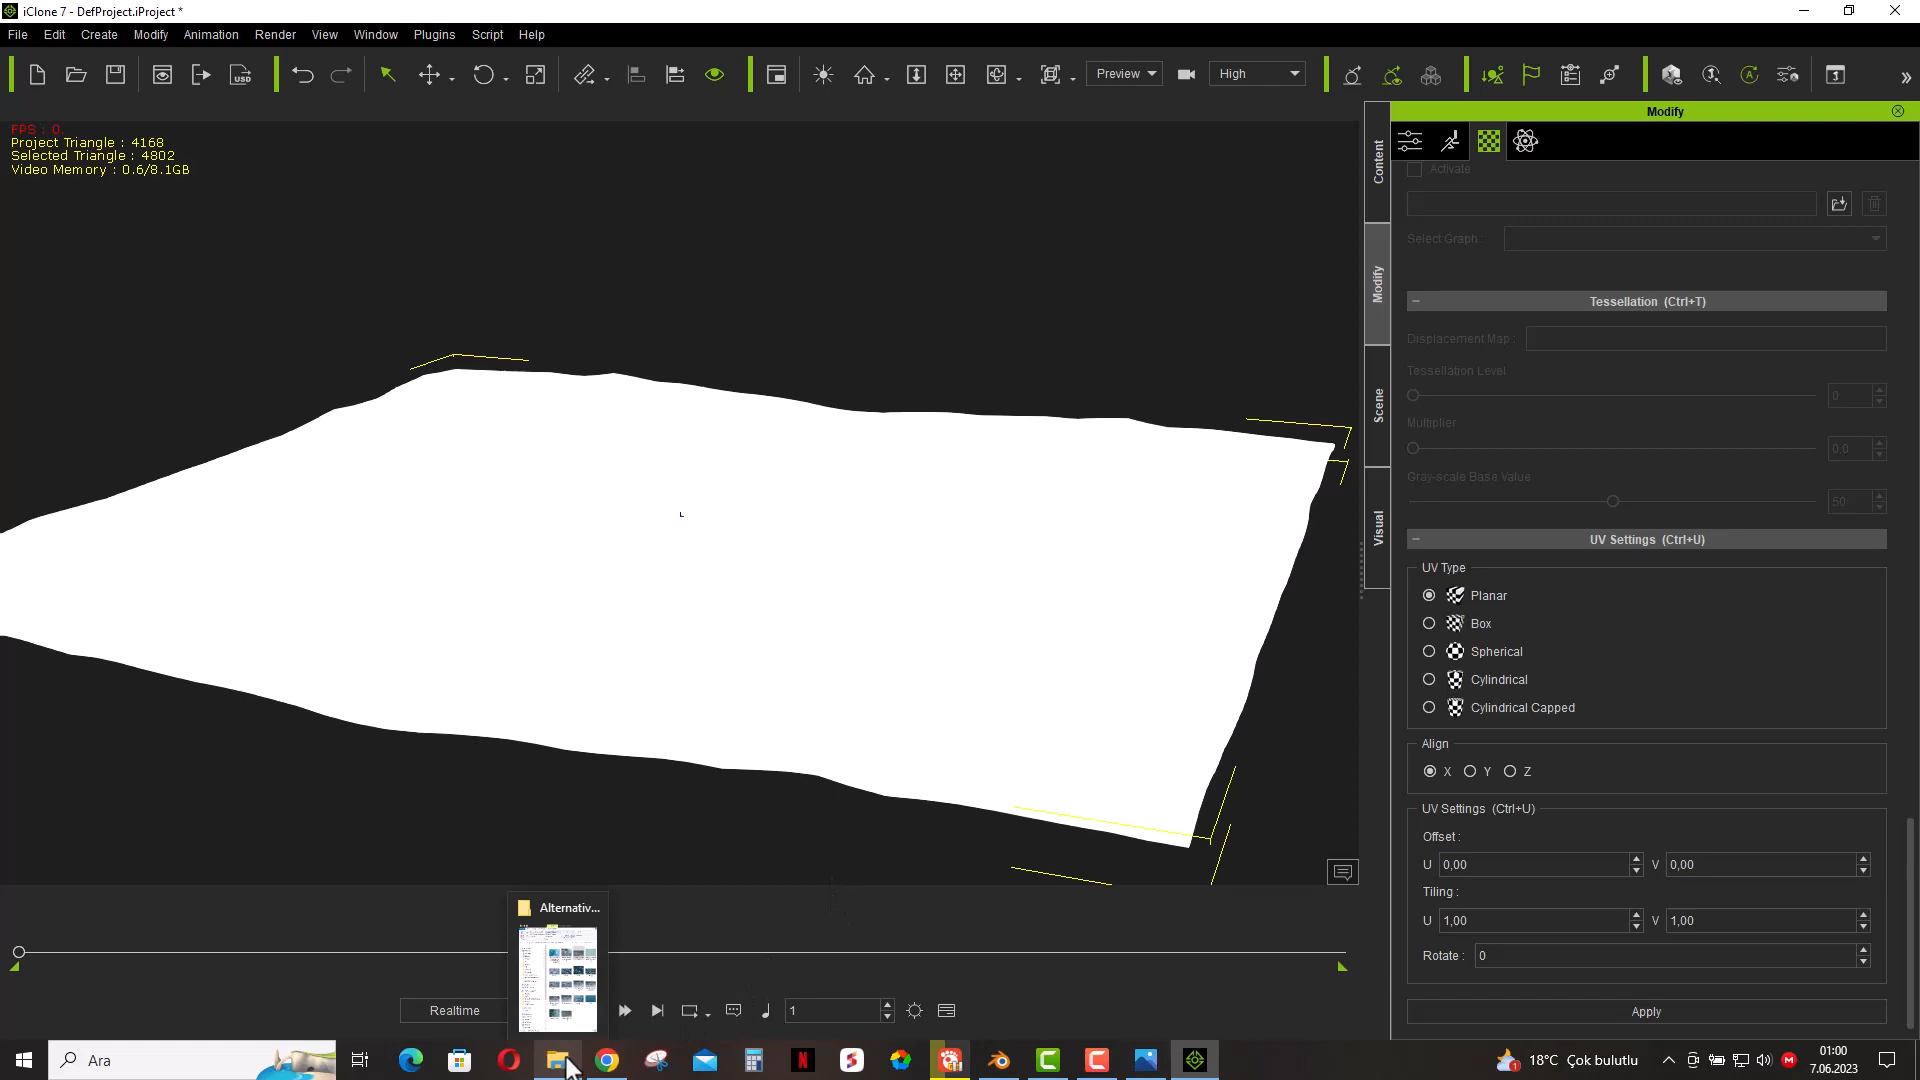 iClone 7 - DefProject.iProject *
File Edit Create Modify Animation Render View Window Plugins Script Help
Preview High
FPS : 0.
Project Triangle : 4168
Selected Triangle : 4802
Video Memory : 0.6/8.1GB
Content
Modify
Scene
Visual
Modify
Activate
Select Graph :
Tessellation (Ctrl+T)
Displacement Map :
Tessellation Level
0
Multiplier
0,0
Gray-scale Base Value
50
UV Settings (Ctrl+U)
UV Type
Planar
Box
Spherical
Cylindrical
Cylindrical Capped
Align
X Y Z
UV Settings (Ctrl+U)
Offset :
U 0,00 V 0,00
Tiling :
U 1,00 V 1,00
Rotate : 0
Apply
Alternativ...
Realtime
1
Ara
18°C Çok bulutlu
01:00
7.06.2023